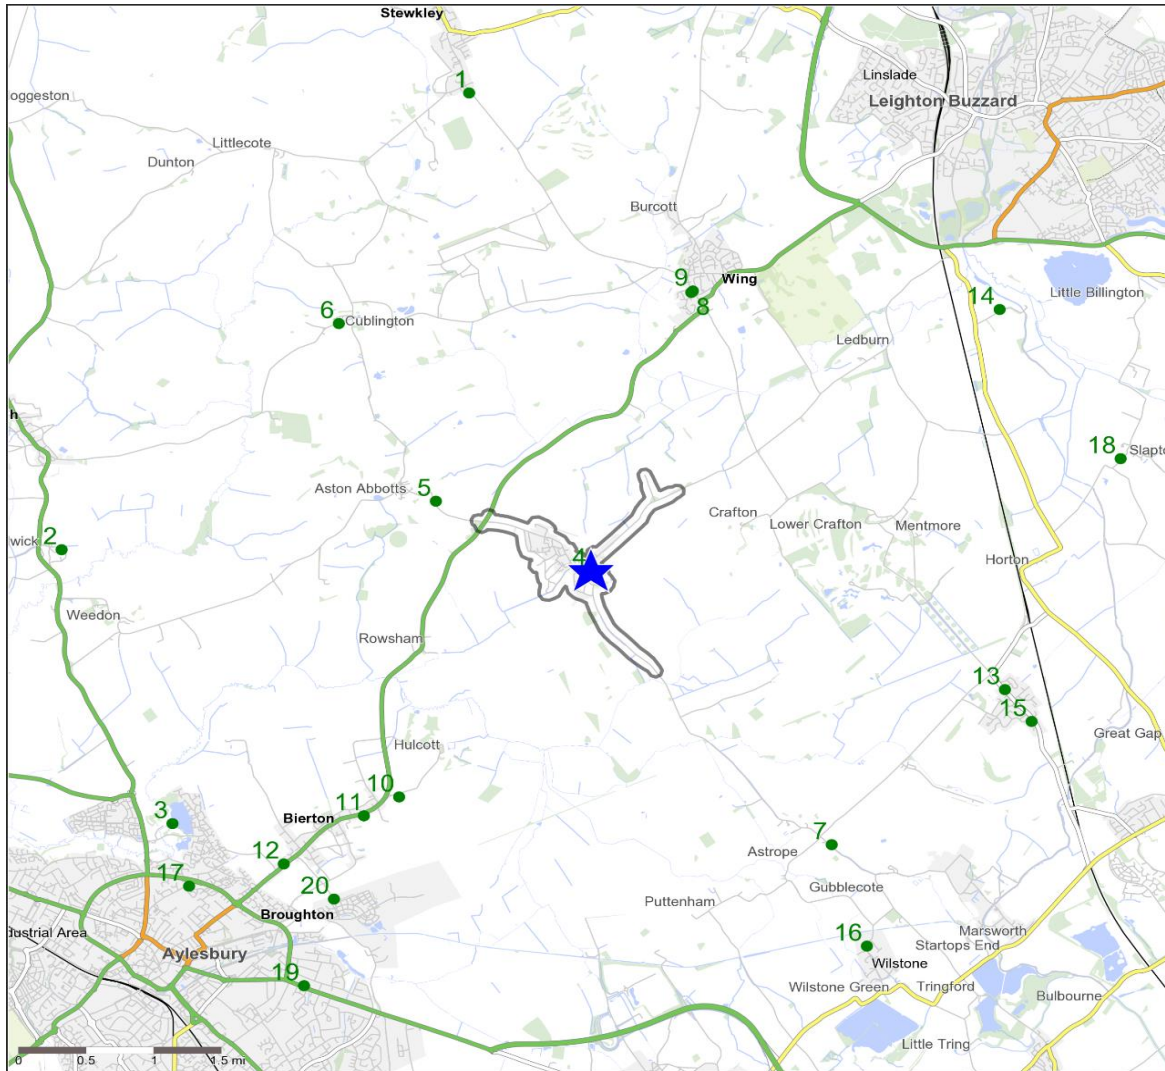 Stewkley
1
Linslade
Leighton Buzzard
oggeston
Littlecote
Dunton
Burcott
9
Wing
8
14
Little Billington
6
Cublington
Ledburn
h
18
Slapto
Aston Abbotts
5
Crafton
Lower Crafton
Mentmore
2
wick
4
Horton
Weedon
Rowsham
13
15
Great Gap
Hulcott
10
3
11
Bierton
12
7
Astrope
17
20
Gubblecote
Broughton
Puttenham
dustrial Area
Aylesbury
16
Marsworth
Startops End
Wilstone
19
Wilstone Green
Tringford
Bulbourne
Little Tring
0 0.5 1 1.5 mi